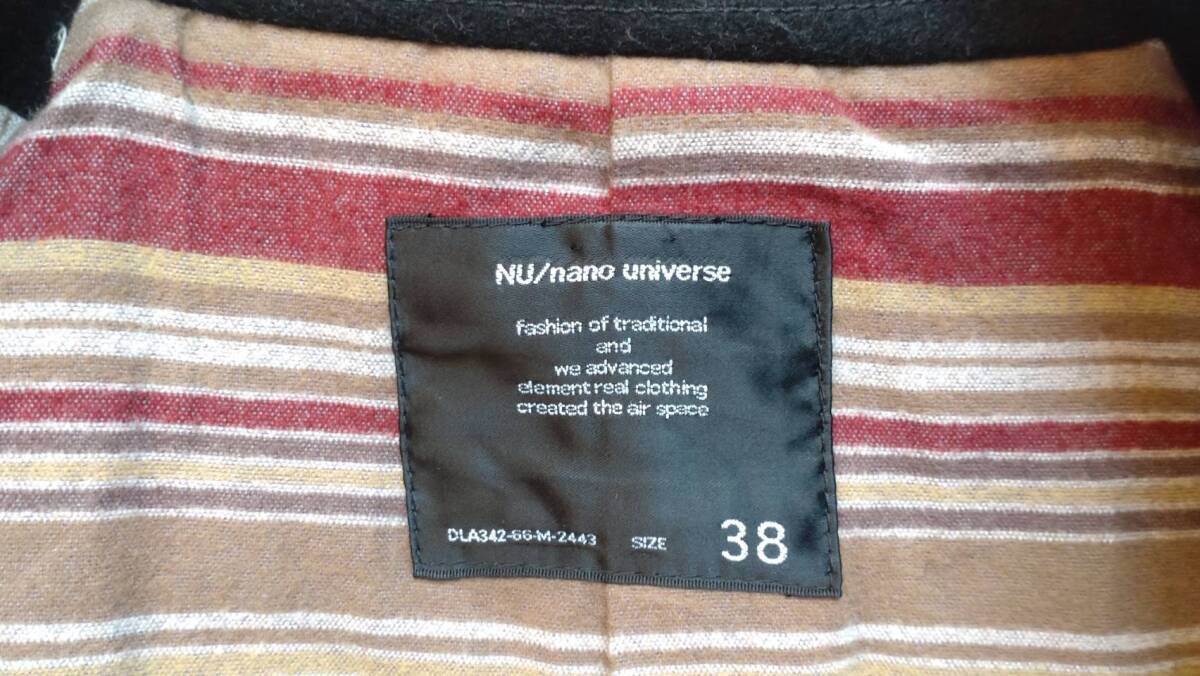 NU/nano universe
fashion of traditional
and
we advanced
element real clothing
created the air space
DLA342-66-M-2443 SIZE 38